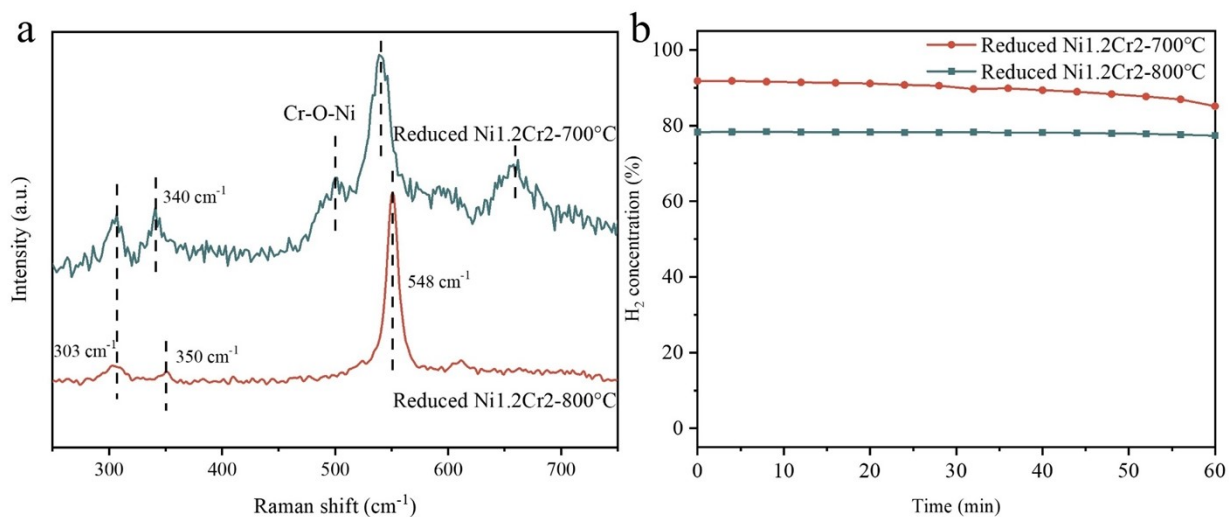 a
Cr-O-Ni
Reduced Ni1.2Cr2-700°C
340 cm-1
548 cm-1
303 cm-1
350 cm-1
Reduced Ni1.2Cr2-800°C
Intensity (a.u.)
300
400
500
600
700
Raman shift (cm-1)
b
Reduced Ni1.2Cr2-700°C
Reduced Ni1.2Cr2-800°C
100
80
60
40
20
0
H2 concentration (%)
0
10
20
30
40
50
60
Time (min)